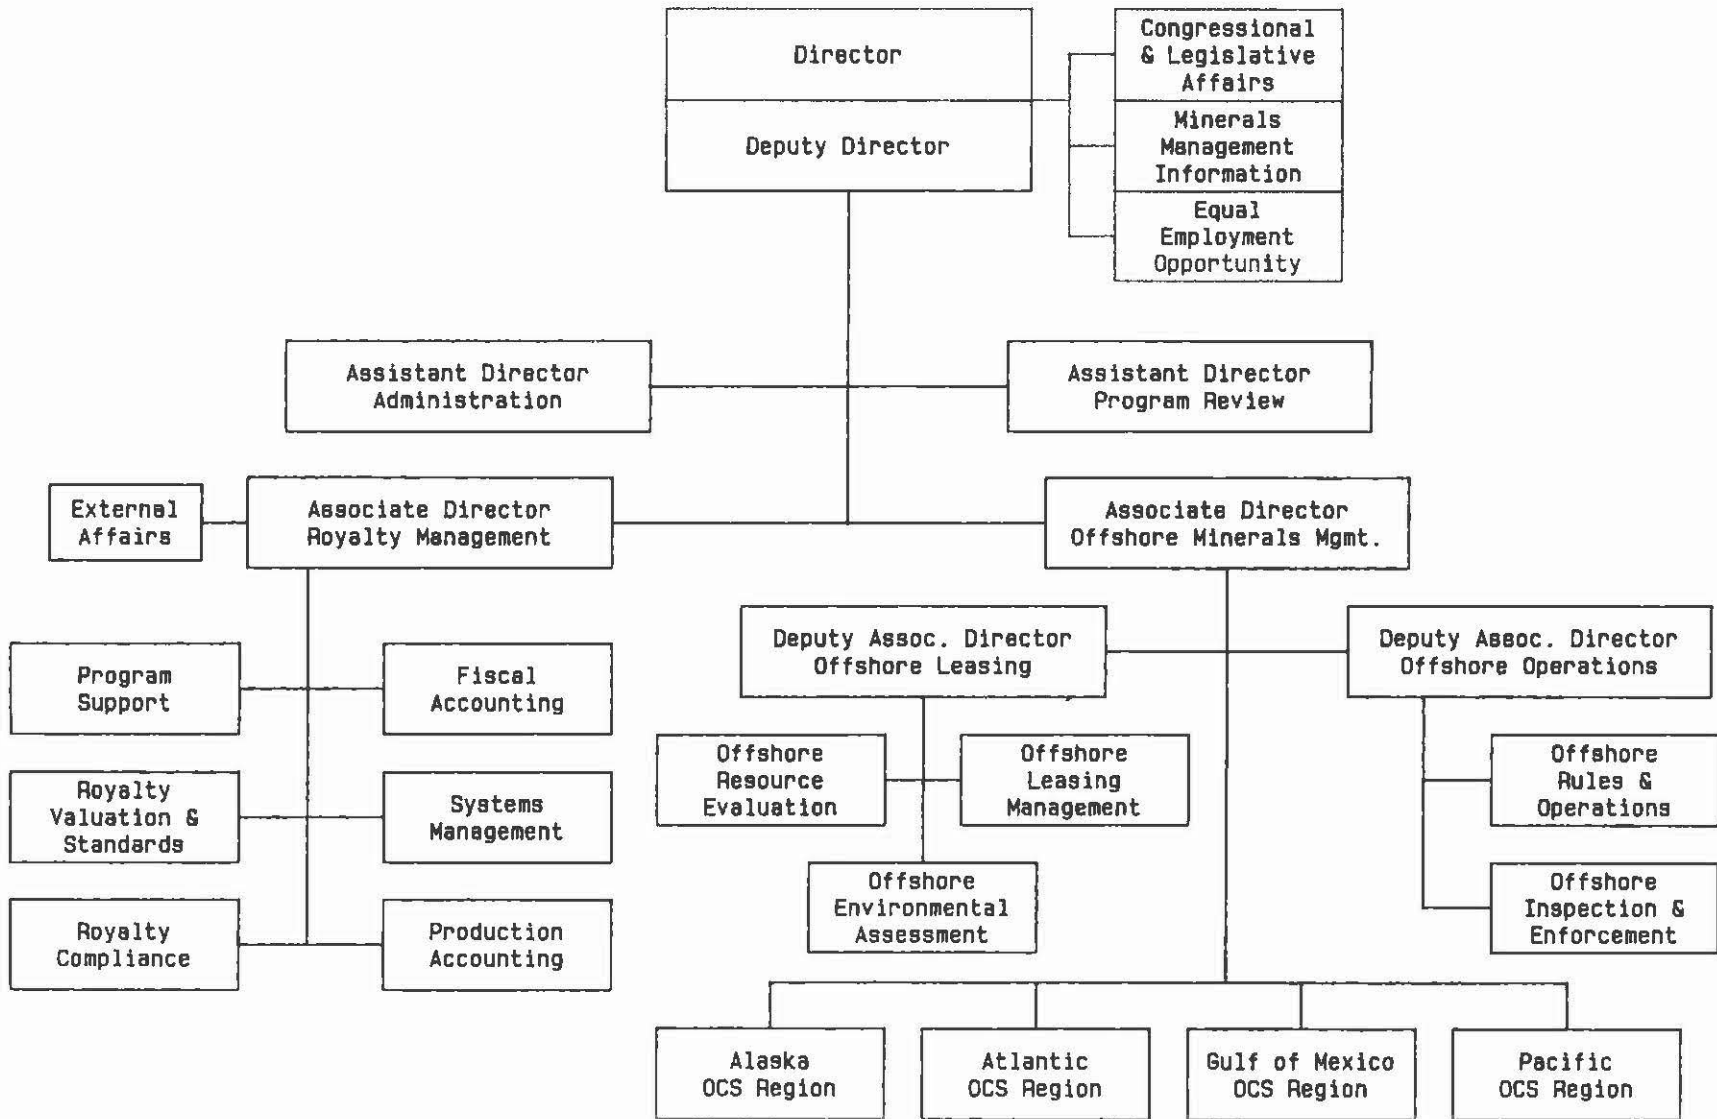 Director
Deputy Director
Congressional
& Legislative
Affairs
Minerals
Management
Information
Equal
Employment
Opportunity
Assistant Director
Administration
Assistant Director
Program Review
External
Affairs
Associate Director
Royalty Management
Associate Director
Offshore Minerals Mgmt.
Program
Support
Fiscal
Accounting
Royalty
Valuation &
Standards
Systems
Management
Royalty
Compliance
Production
Accounting
Deputy Assoc. Director
Offshore Leasing
Deputy Assoc. Director
Offshore Operations
Offshore
Resource
Evaluation
Offshore
Leasing
Management
Offshore
Environmental
Assessment
Offshore
Rules &
Operations
Offshore
Inspection &
Enforcement
Alaska
OCS Region
Atlantic
OCS Region
Gulf of Mexico
OCS Region
Pacific
OCS Region